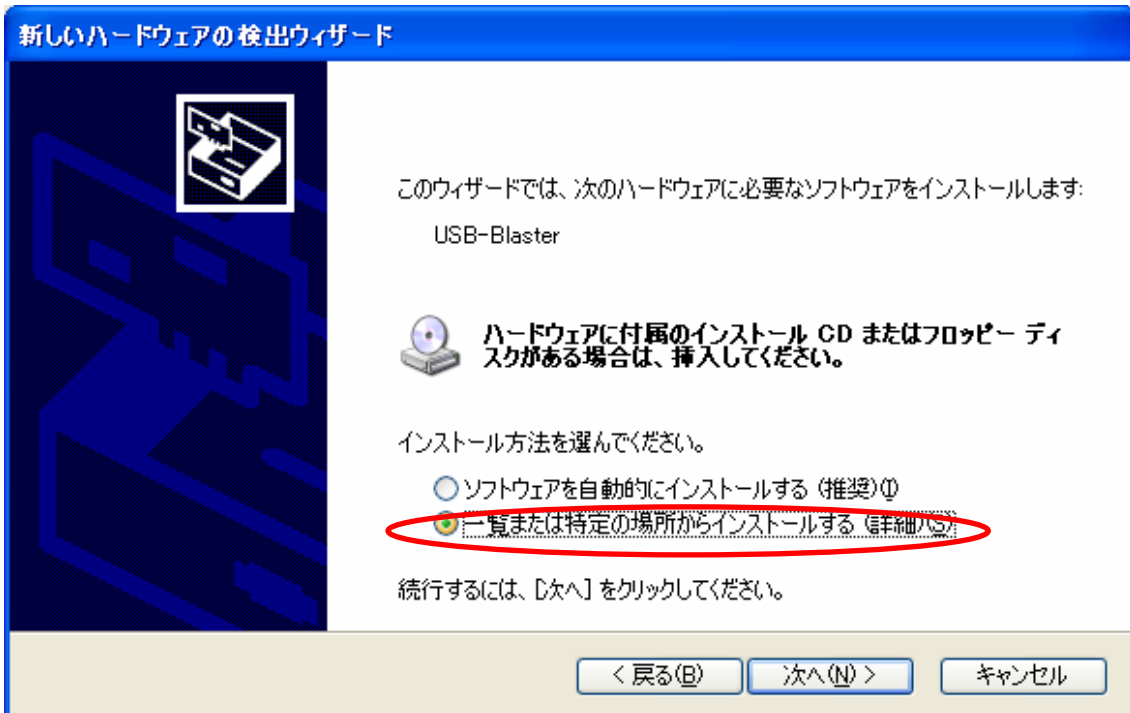 新しいハードウェアの検出ウィザード
このウィザードでは、次のハードウェアに必要なソフトウェアをインストールします:
USB-Blaster
ハードウェアに付属のインストール CD またはフロッピー ディ
スクがある場合は、挿入してください。
インストール方法を選んでください。
ソフトウェアを自動的にインストールする (推奨)(I)
一覧または特定の場所からインストールする (詳細)(S)
続行するには、[次へ] をクリックしてください。
< 戻る(B) 次へ(N) > キャンセル